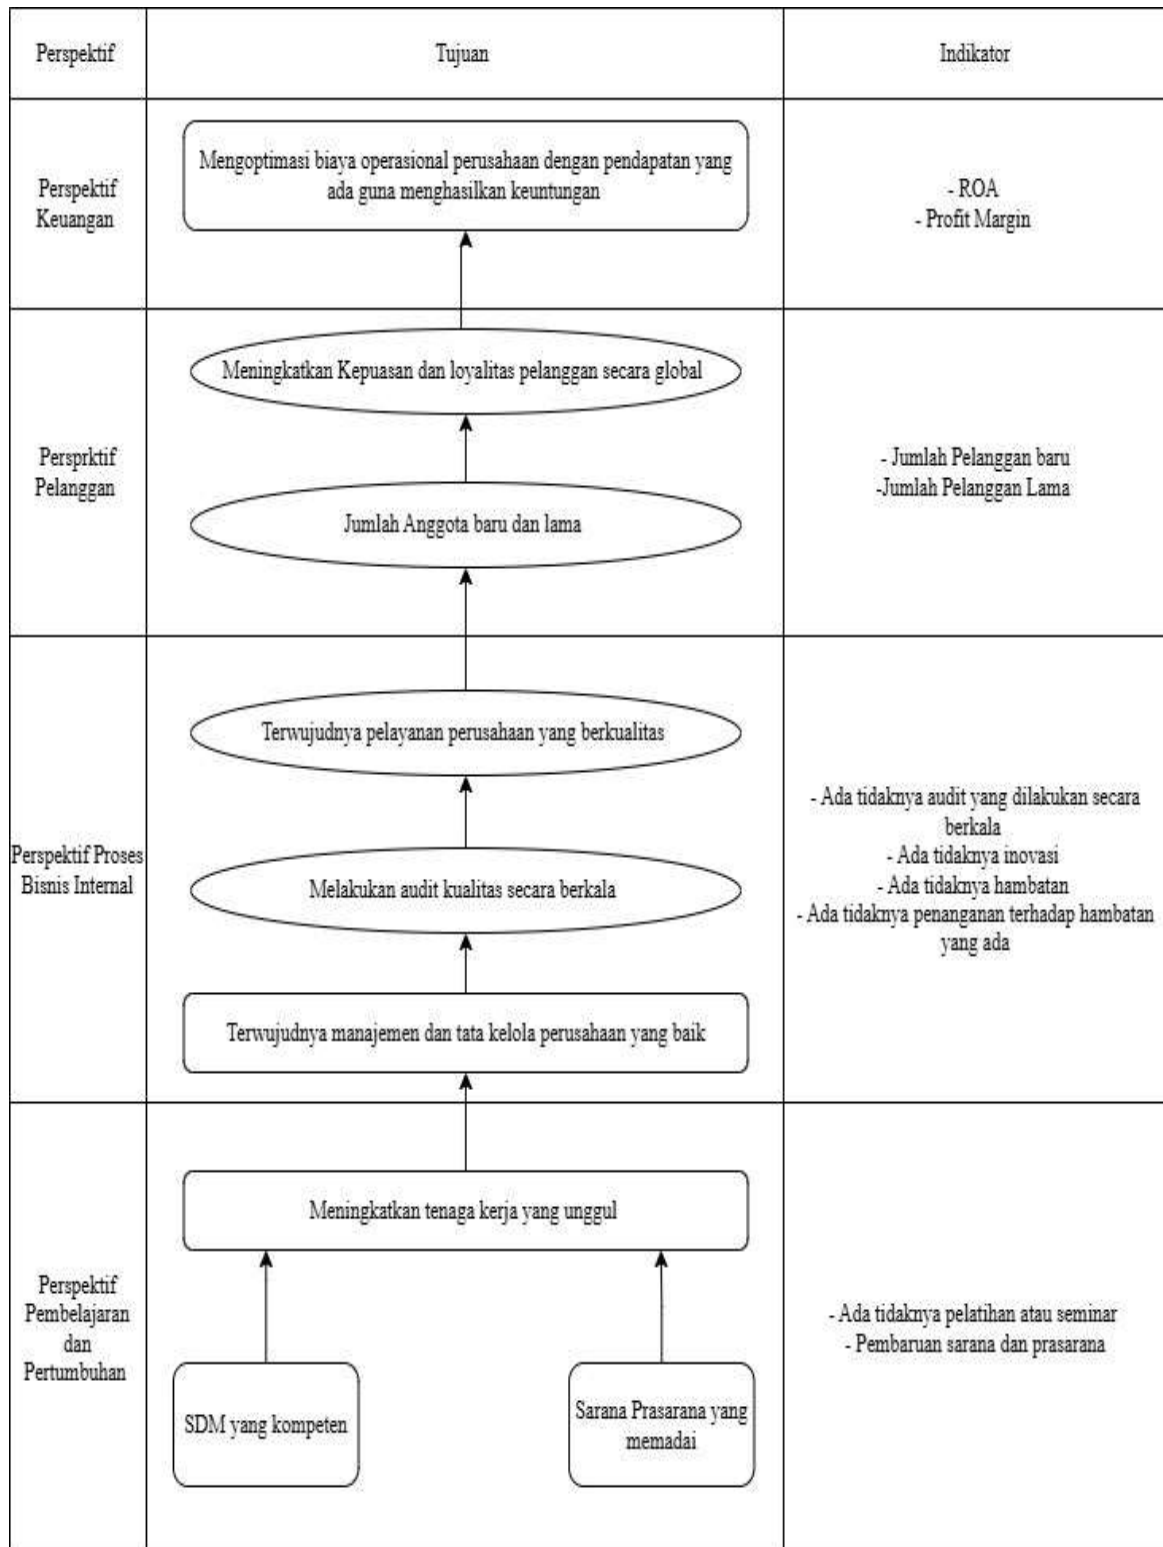 Perspektif
Tujuan
Indikator
Perspektif
Keuangan
Mengoptimasi biaya operasional perusahaan dengan pendapatan yang
ada guna menghasilkan keuntungan
- ROA
- Profit Margin
Persprktif
Pelanggan
Meningkatkan Kepuasan dan loyalitas pelanggan secara global
Jumlah Anggota baru dan lama
- Jumlah Pelanggan baru
-Jumlah Pelanggan Lama
Perspektif Proses
Bisnis Internal
Terwujudnya pelayanan perusahaan yang berkualitas
Melakukan audit kualitas secara berkala
Terwujudnya manajemen dan tata kelola perusahaan yang baik
- Ada tidaknya audit yang dilakukan secara
berkala
- Ada tidaknya inovasi
- Ada tidaknya hambatan
- Ada tidaknya penanganan terhadap hambatan
yang ada
Perspektif
Pembelajaran
dan
Pertumbuhan
Meningkatkan tenaga kerja yang unggul
SDM yang kompeten
Sarana Prasarana yang
memadai
- Ada tidaknya pelatihan atau seminar
- Pembaruan sarana dan prasarana